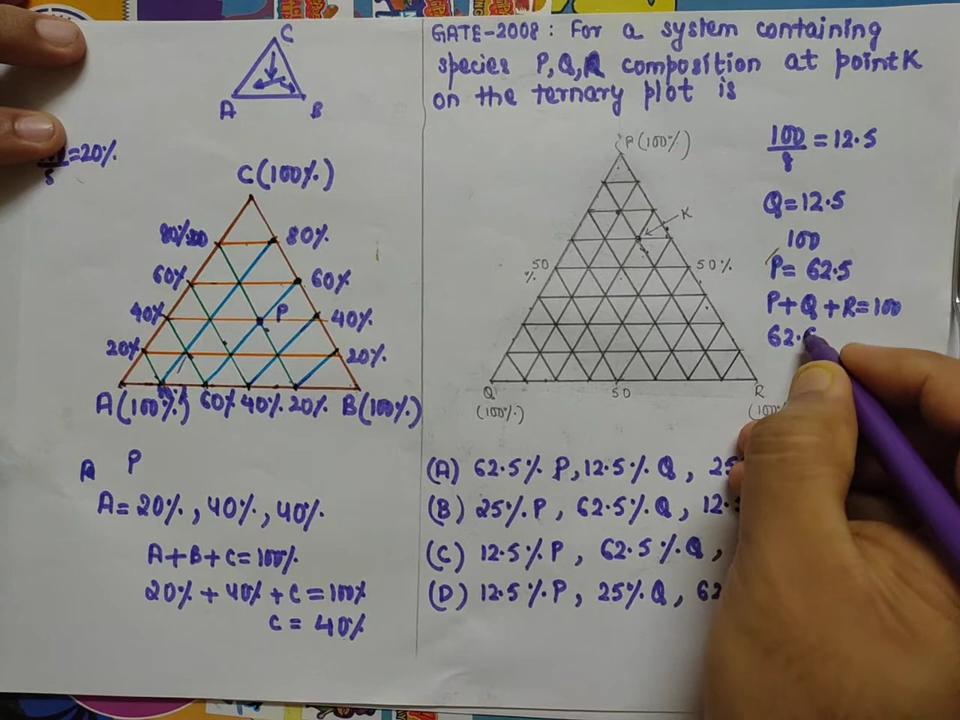 C
A
B
=20%
5
C (100%)
80%
80%
60%
60%
40%
P
40%
20%
20%
A (100%)
60%
40%
20%
B (100%)
A
P
A = 20%, 40%, 40%
A+B+C=100%
20% + 40% + C = 100%
C = 40%
GATE-2008: For a system containing
species P,Q,R composition at point K
on the ternary plot is
P(100%)
K
50
%
50%
Q
(100%)
50
R
(100%
100
8
= 12.5
Q=12.5
100
P= 62.5
P+Q+R=100
62.
(A) 62.5% P, 12.5% Q, 25
(B) 25% P, 62.5% Q, 12.
(C) 12.5% P, 62.5% Q,
(D) 12.5% P, 25% Q, 62